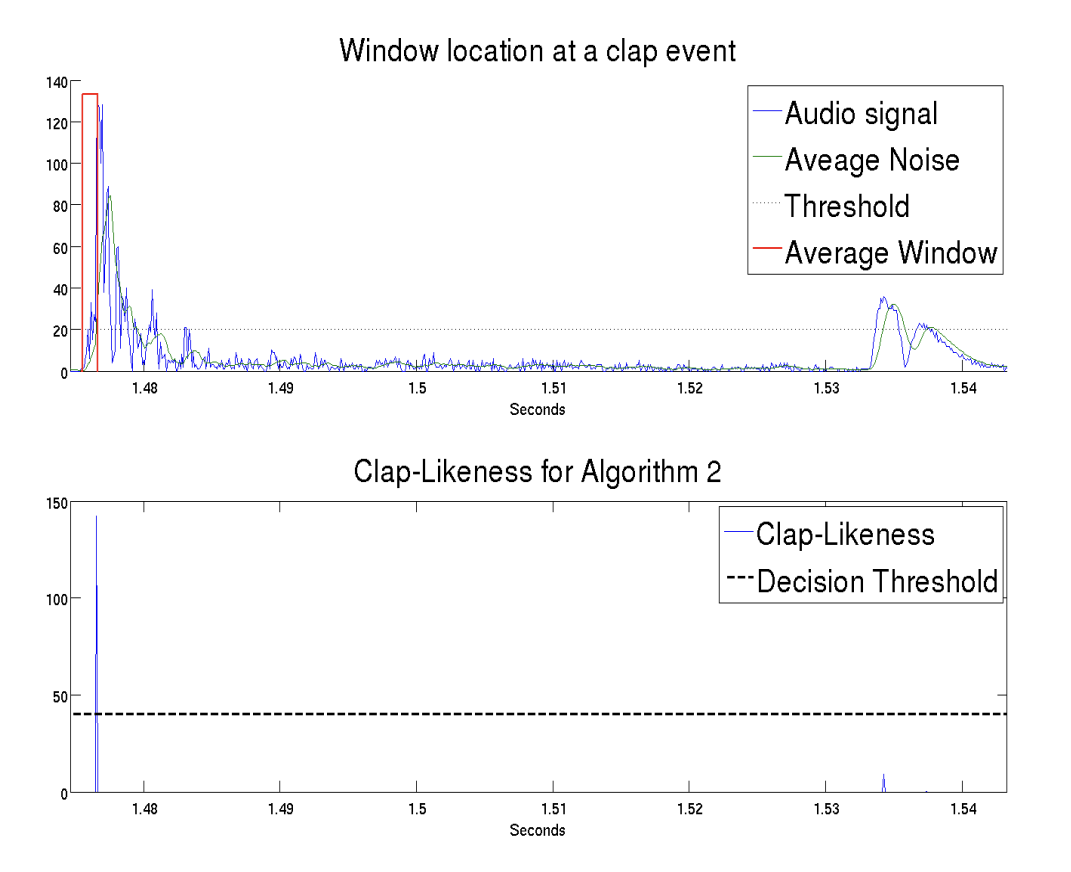 Window location at a clap event
140
120
100
80
60
40
20
0
Audio signal
Aveage Noise
Threshold
Average Window
1.48 1.49 1.5 1.51 1.52 1.53 1.54
Seconds
Clap-Likeness for Algorithm 2
150
100
50
0
Clap-Likeness
Decision Threshold
1.48 1.49 1.5 1.51 1.52 1.53 1.54
Seconds